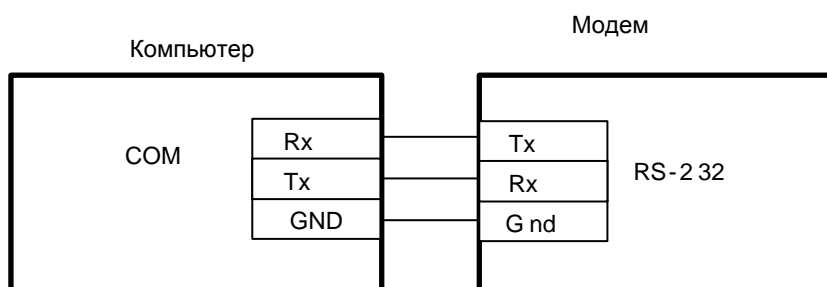 Модем
Компьютер
COM
Rx
Tx
GND
Tx
Rx
G nd
RS-2 32